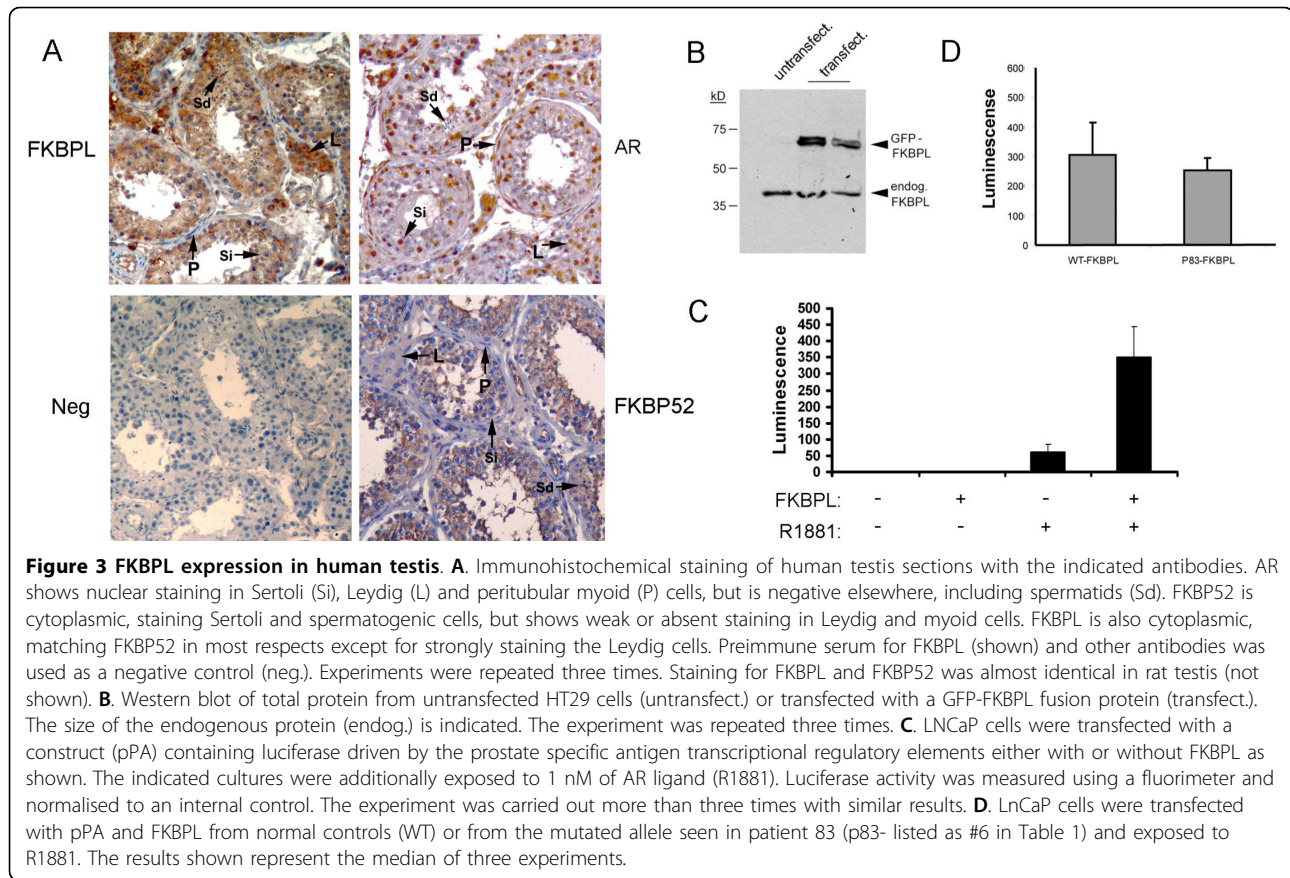 A
B
D
untransfect.
transfect.
kD
75
50
35
GFP-
FKBPL
endog.
FKBPL
Luminescense
600
500
400
300
200
100
0
WT-FKBPL
P83-FKBPL
FKBPL
Sd
L
P
Si
AR
Sd
P
Si
L
Neg
FKBP52
L
P
Si
Sd
C
Luminescence
500
450
400
350
300
250
200
150
100
50
0
FKBPL: - + - +
R1881: - - + +
Figure 3 FKBPL expression in human testis. A. Immunohistochemical staining of human testis sections with the indicated antibodies. AR
shows nuclear staining in Sertoli (Si), Leydig (L) and peritubular myoid (P) cells, but is negative elsewhere, including spermatids (Sd). FKBP52 is
cytoplasmic, staining Sertoli and spermatogenic cells, but shows weak or absent staining in Leydig and myoid cells. FKBPL is also cytoplasmic,
matching FKBP52 in most respects except for strongly staining the Leydig cells. Preimmune serum for FKBPL (shown) and other antibodies was
used as a negative control (neg.). Experiments were repeated three times. Staining for FKBPL and FKBP52 was almost identical in rat testis (not
shown). B. Western blot of total protein from untransfected HT29 cells (untransfect.) or transfected with a GFP-FKBPL fusion protein (transfect.).
The size of the endogenous protein (endog.) is indicated. The experiment was repeated three times. C. LNCaP cells were transfected with a
construct (pPA) containing luciferase driven by the prostate specific antigen transcriptional regulatory elements either with or without FKBPL as
shown. The indicated cultures were additionally exposed to 1 nM of AR ligand (R1881). Luciferase activity was measured using a fluorimeter and
normalised to an internal control. The experiment was carried out more than three times with similar results. D. LnCaP cells were transfected
with pPA and FKBPL from normal controls (WT) or from the mutated allele seen in patient 83 (p83- listed as #6 in Table 1) and exposed to
R1881. The results shown represent the median of three experiments.